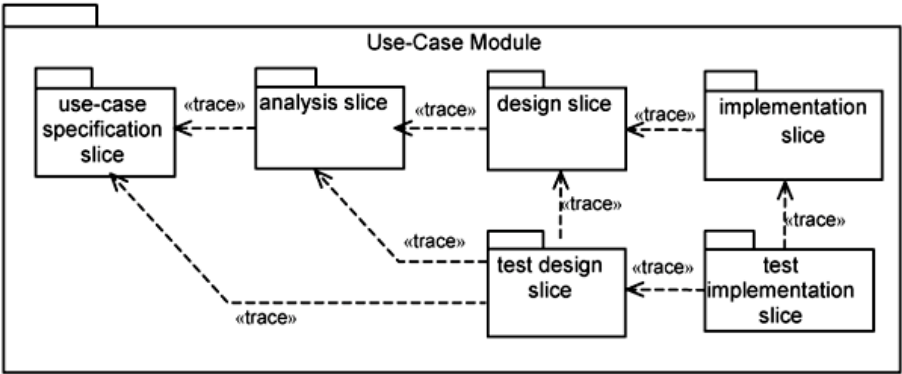 Use-Case Module
use-case
specification
slice
«trace»
analysis slice
«trace»
design slice
«trace»
implementation
slice
«trace»
«trace»
«trace»
test design
slice
«trace»
test
implementation
slice
«trace»